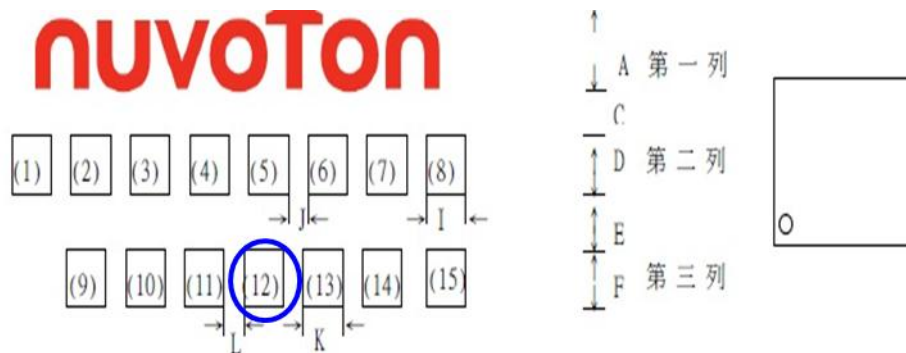 nuvoTon
A 第一列
C
(1) (2) (3) (4) (5) (6) (7) (8)
D 第二列
J I
E
(9) (10) (11) (12) (13) (14) (15)
F 第三列
L K